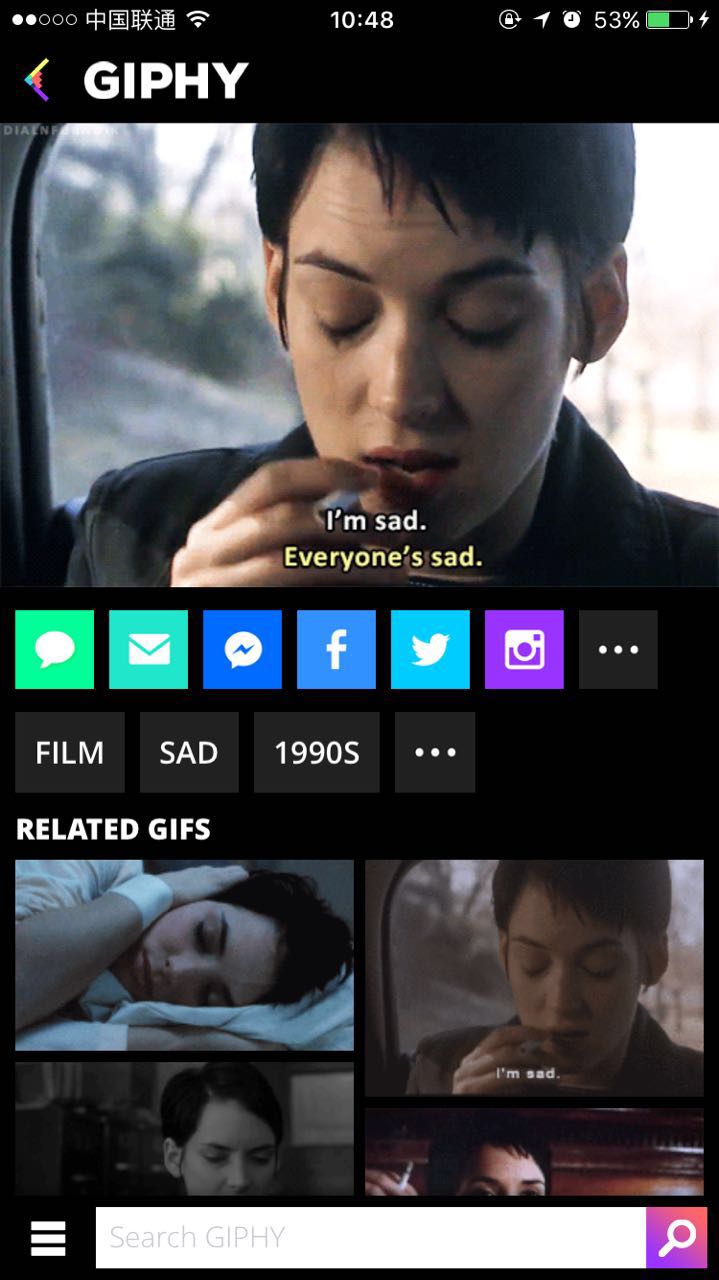 中国联通
10:48
53%
GIPHY
I'm sad.
Everyone's sad.
FILM
SAD
1990S
RELATED GIFS
I'm sad.
Search GIPHY